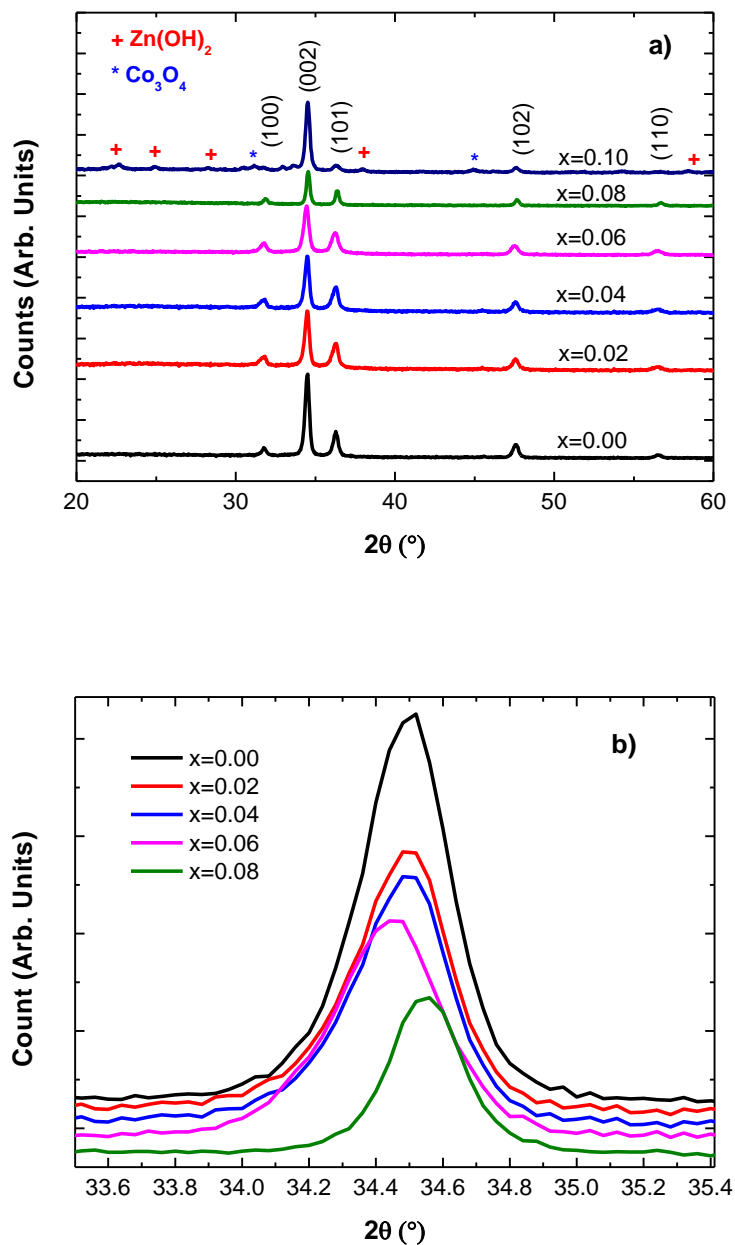 + Zn(OH)2
* Co3O4
a)
(100)
(002)
(101)
(102)
(110)
+ + + * + * +
x=0.10
x=0.08
x=0.06
x=0.04
x=0.02
x=0.00
Counts (Arb. Units)
20 30 40 50 60
2θ (°)
b)
x=0.00
x=0.02
x=0.04
x=0.06
x=0.08
Count (Arb. Units)
33.6 33.8 34.0 34.2 34.4 34.6 34.8 35.0 35.2 35.4
2θ (°)